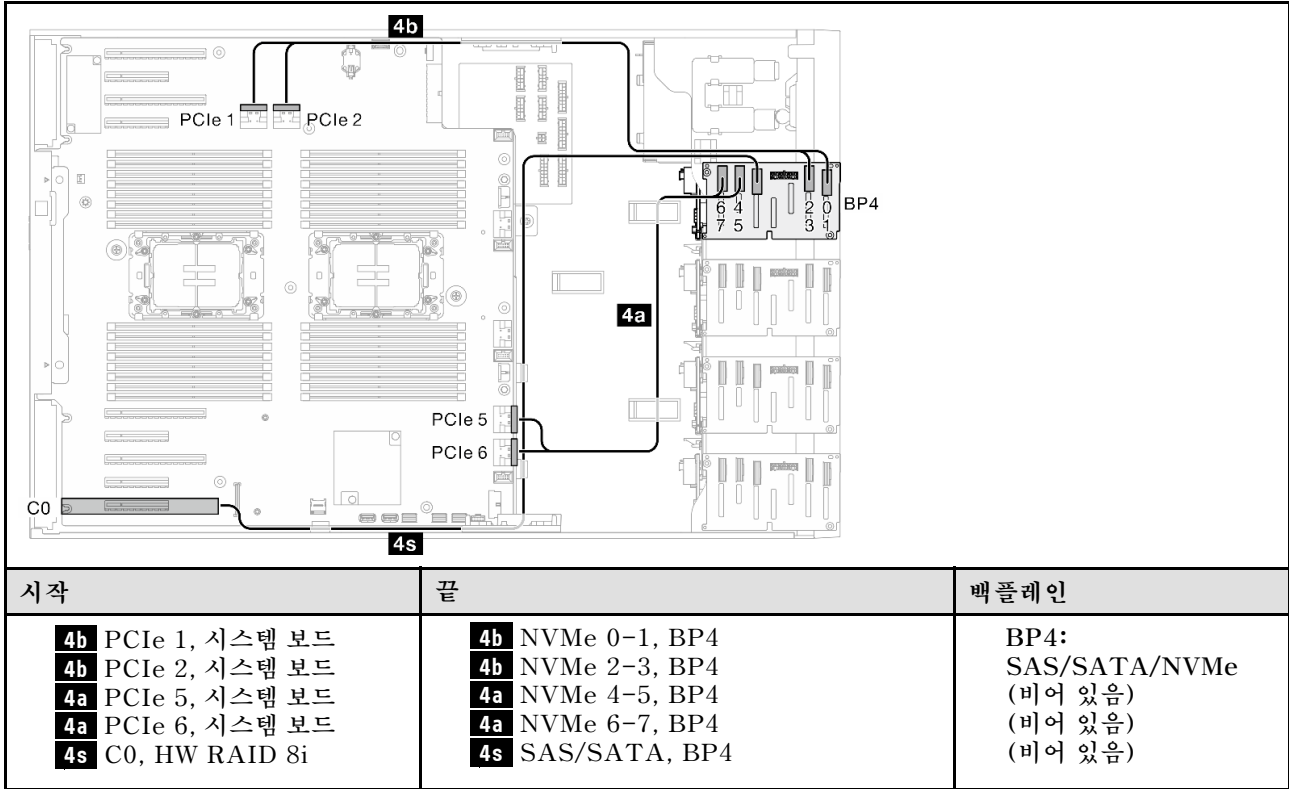 4b
PCIe 1
PCIe 2
6 4 2 0
7 5 3 1
BP4
4a
PCIe 5
PCIe 6
C0
4s
시작
끝
백플레인
4b PCIe 1, 시스템 보드
4b PCIe 2, 시스템 보드
4a PCIe 5, 시스템 보드
4a PCIe 6, 시스템 보드
4s C0, HW RAID 8i
4b NVMe 0-1, BP4
4b NVMe 2-3, BP4
4a NVMe 4-5, BP4
4a NVMe 6-7, BP4
4s SAS/SATA, BP4
BP4:
SAS/SATA/NVMe
(비어 있음)
(비어 있음)
(비어 있음)